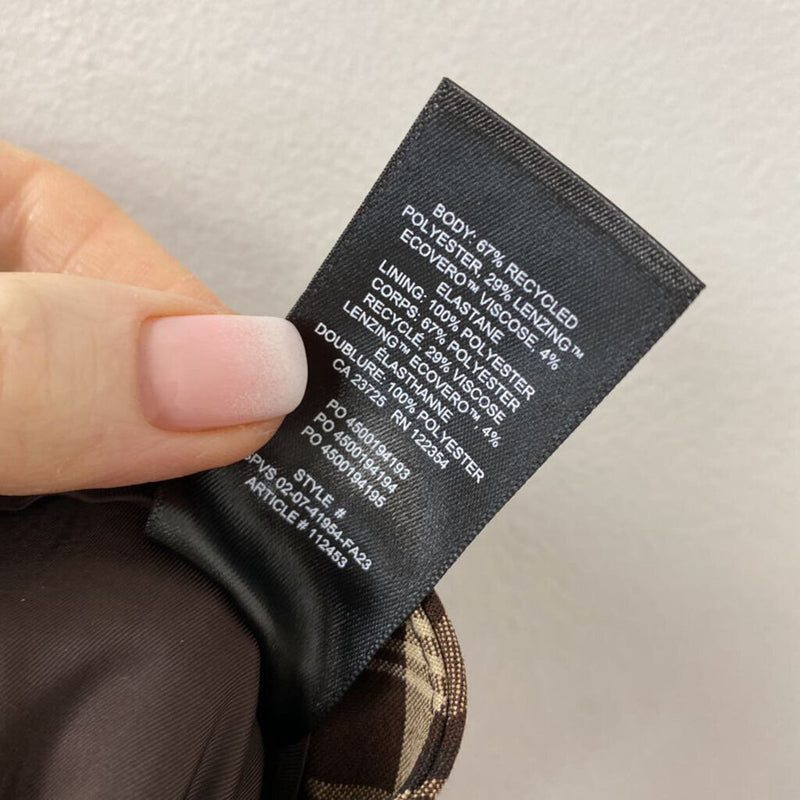 BODY: 67% RECYCLED
POLYESTER, 29% LENZING™
ECOVERO™ VISCOSE, 4%
ELASTANE
LINING: 100% POLYESTER
CORPS: 67% POLYESTER
RECYCLÉ, 29% VISCOSE
LENZING™ ECOVERO™, 4%
ÉLASTHANNE
DOUBLURE: 100% POLYESTER
CA 23725 RN 122354
PO 4500194193
PO 4500194194
PO 4500194195
STYLE #
02-07-41954-FA23
ARTICLE # 112453